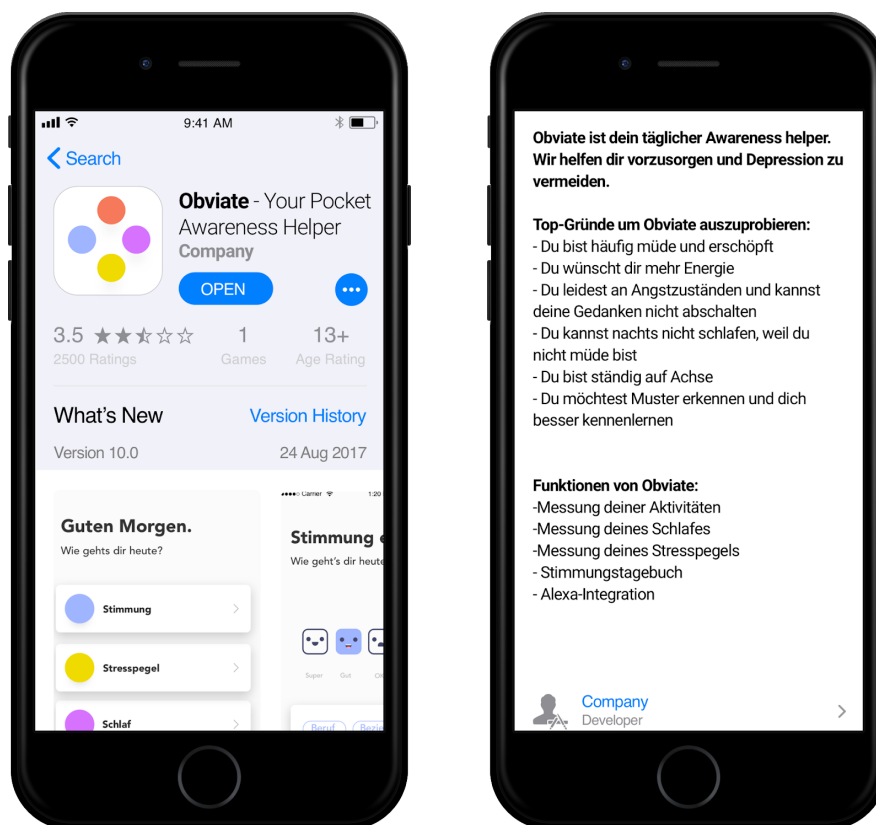 9:41 AM
Search
Obviate - Your Pocket
Awareness Helper
Company
OPEN
3.5
1
13+
2500 Ratings
Games
Age Rating
What's New
Version History
Version 10.0
24 Aug 2017
Guten Morgen.
Wie gehts dir heute?
Stimmung
Stresspegel
Schlaf
Carrier
1:20
Stimmung e
Wie geht's dir heute
Super
Gut
Beruf
Bezie
Obviate ist dein täglicher Awareness helper.
Wir helfen dir vorzusorgen und Depression zu
vermeiden.
Top-Gründe um Obviate auszuprobieren:
- Du bist häufig müde und erschöpft
- Du wünscht dir mehr Energie
- Du leidest an Angstzuständen und kannst
deine Gedanken nicht abschalten
- Du kannst nachts nicht schlafen, weil du
nicht müde bist
- Du bist ständig auf Achse
- Du möchtest Muster erkennen und dich
besser kennenlernen
Funktionen von Obviate:
-Messung deiner Aktivitäten
-Messung deines Schlafes
-Messung deines Stresspegels
- Stimmungstagebuch
- Alexa-Integration
Company
Developer